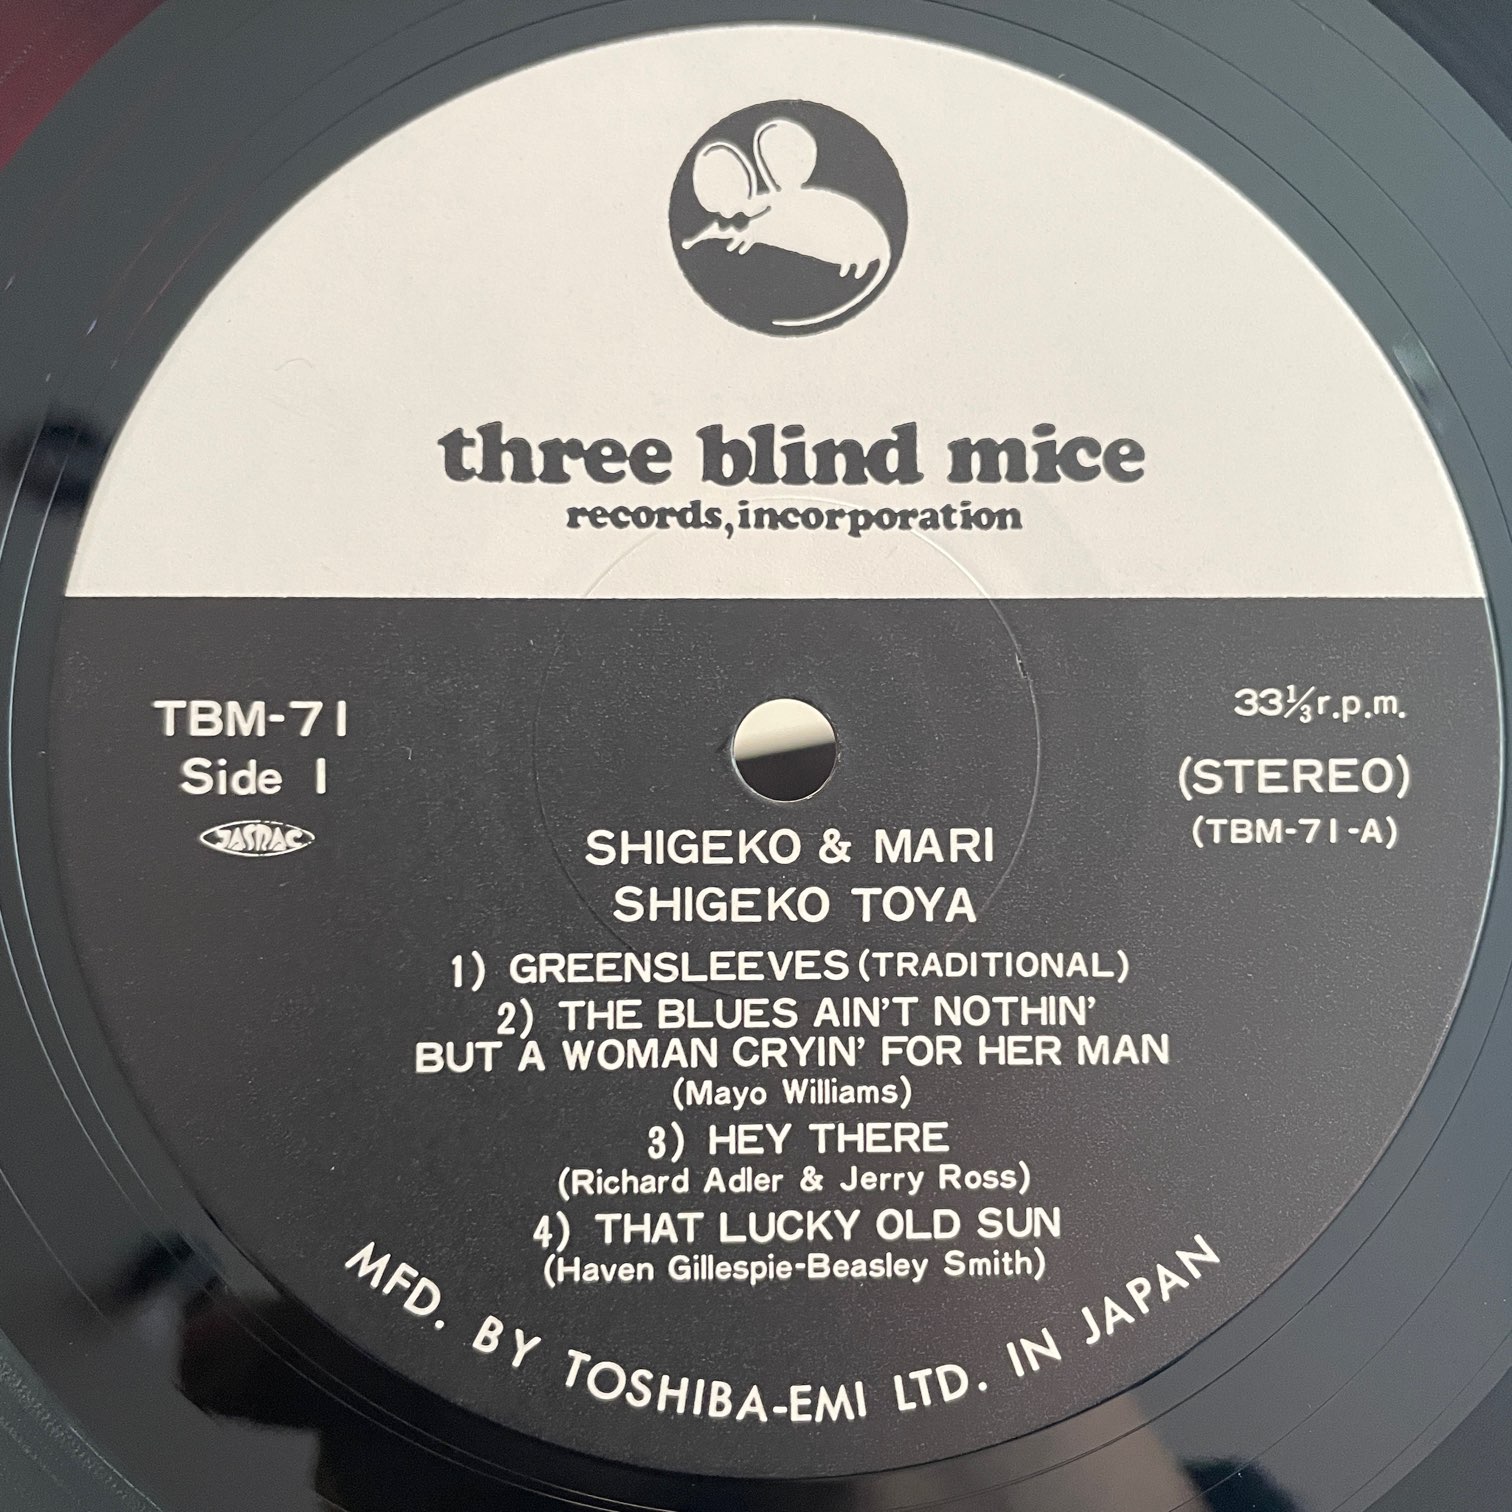 three blind mice
records, incorporation
TBM-71
Side 1
JASRAC
33⅓ r.p.m.
(STEREO)
(TBM-71-A)
SHIGEKO & MARI
SHIGEKO TOYA
1) GREENSLEEVES (TRADITIONAL)
2) THE BLUES AIN'T NOTHIN'
BUT A WOMAN CRYIN' FOR HER MAN
(Mayo Williams)
3) HEY THERE
(Richard Adler & Jerry Ross)
4) THAT LUCKY OLD SUN
(Haven Gillespie-Beasley Smith)
MFD. BY TOSHIBA-EMI LTD. IN JAPAN